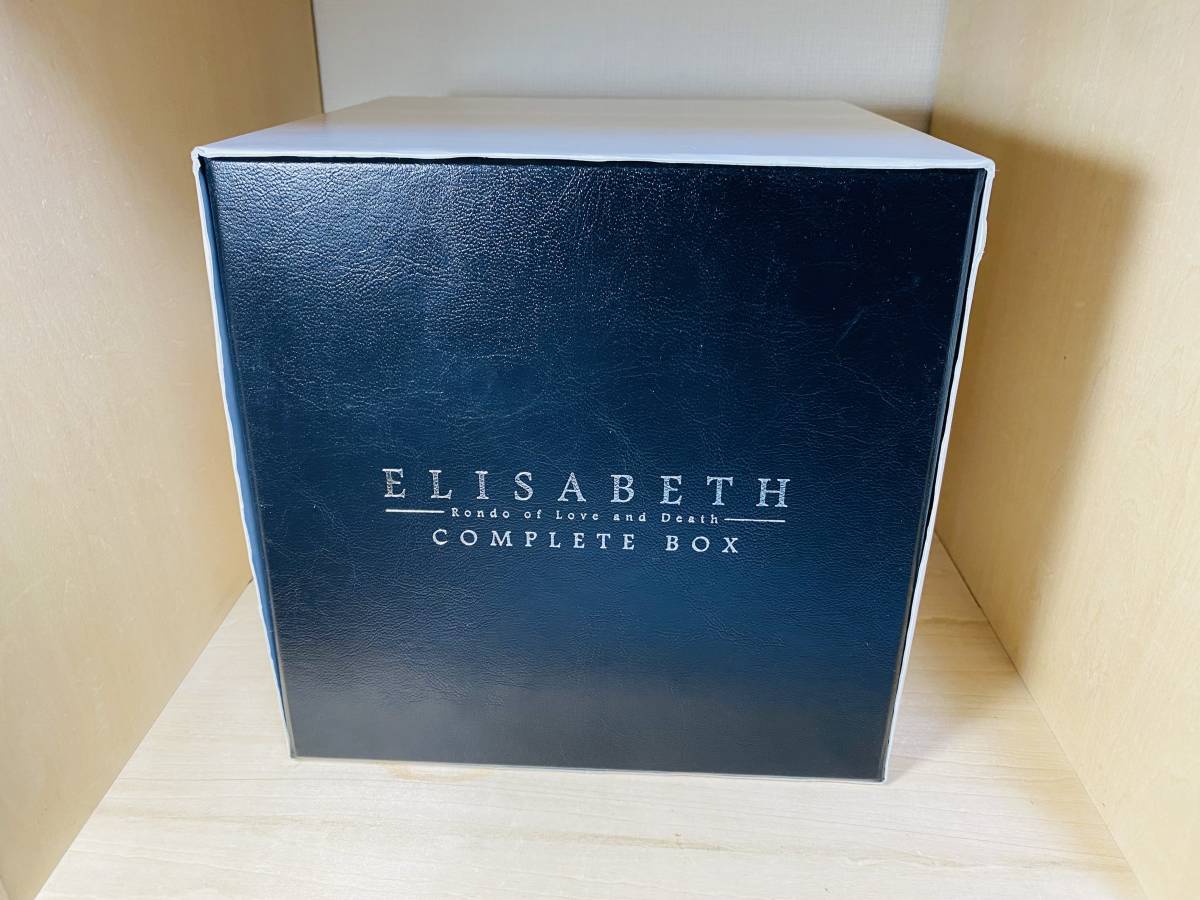 ELISABETH
Rondo of Love and Death
COMPLETE BOX